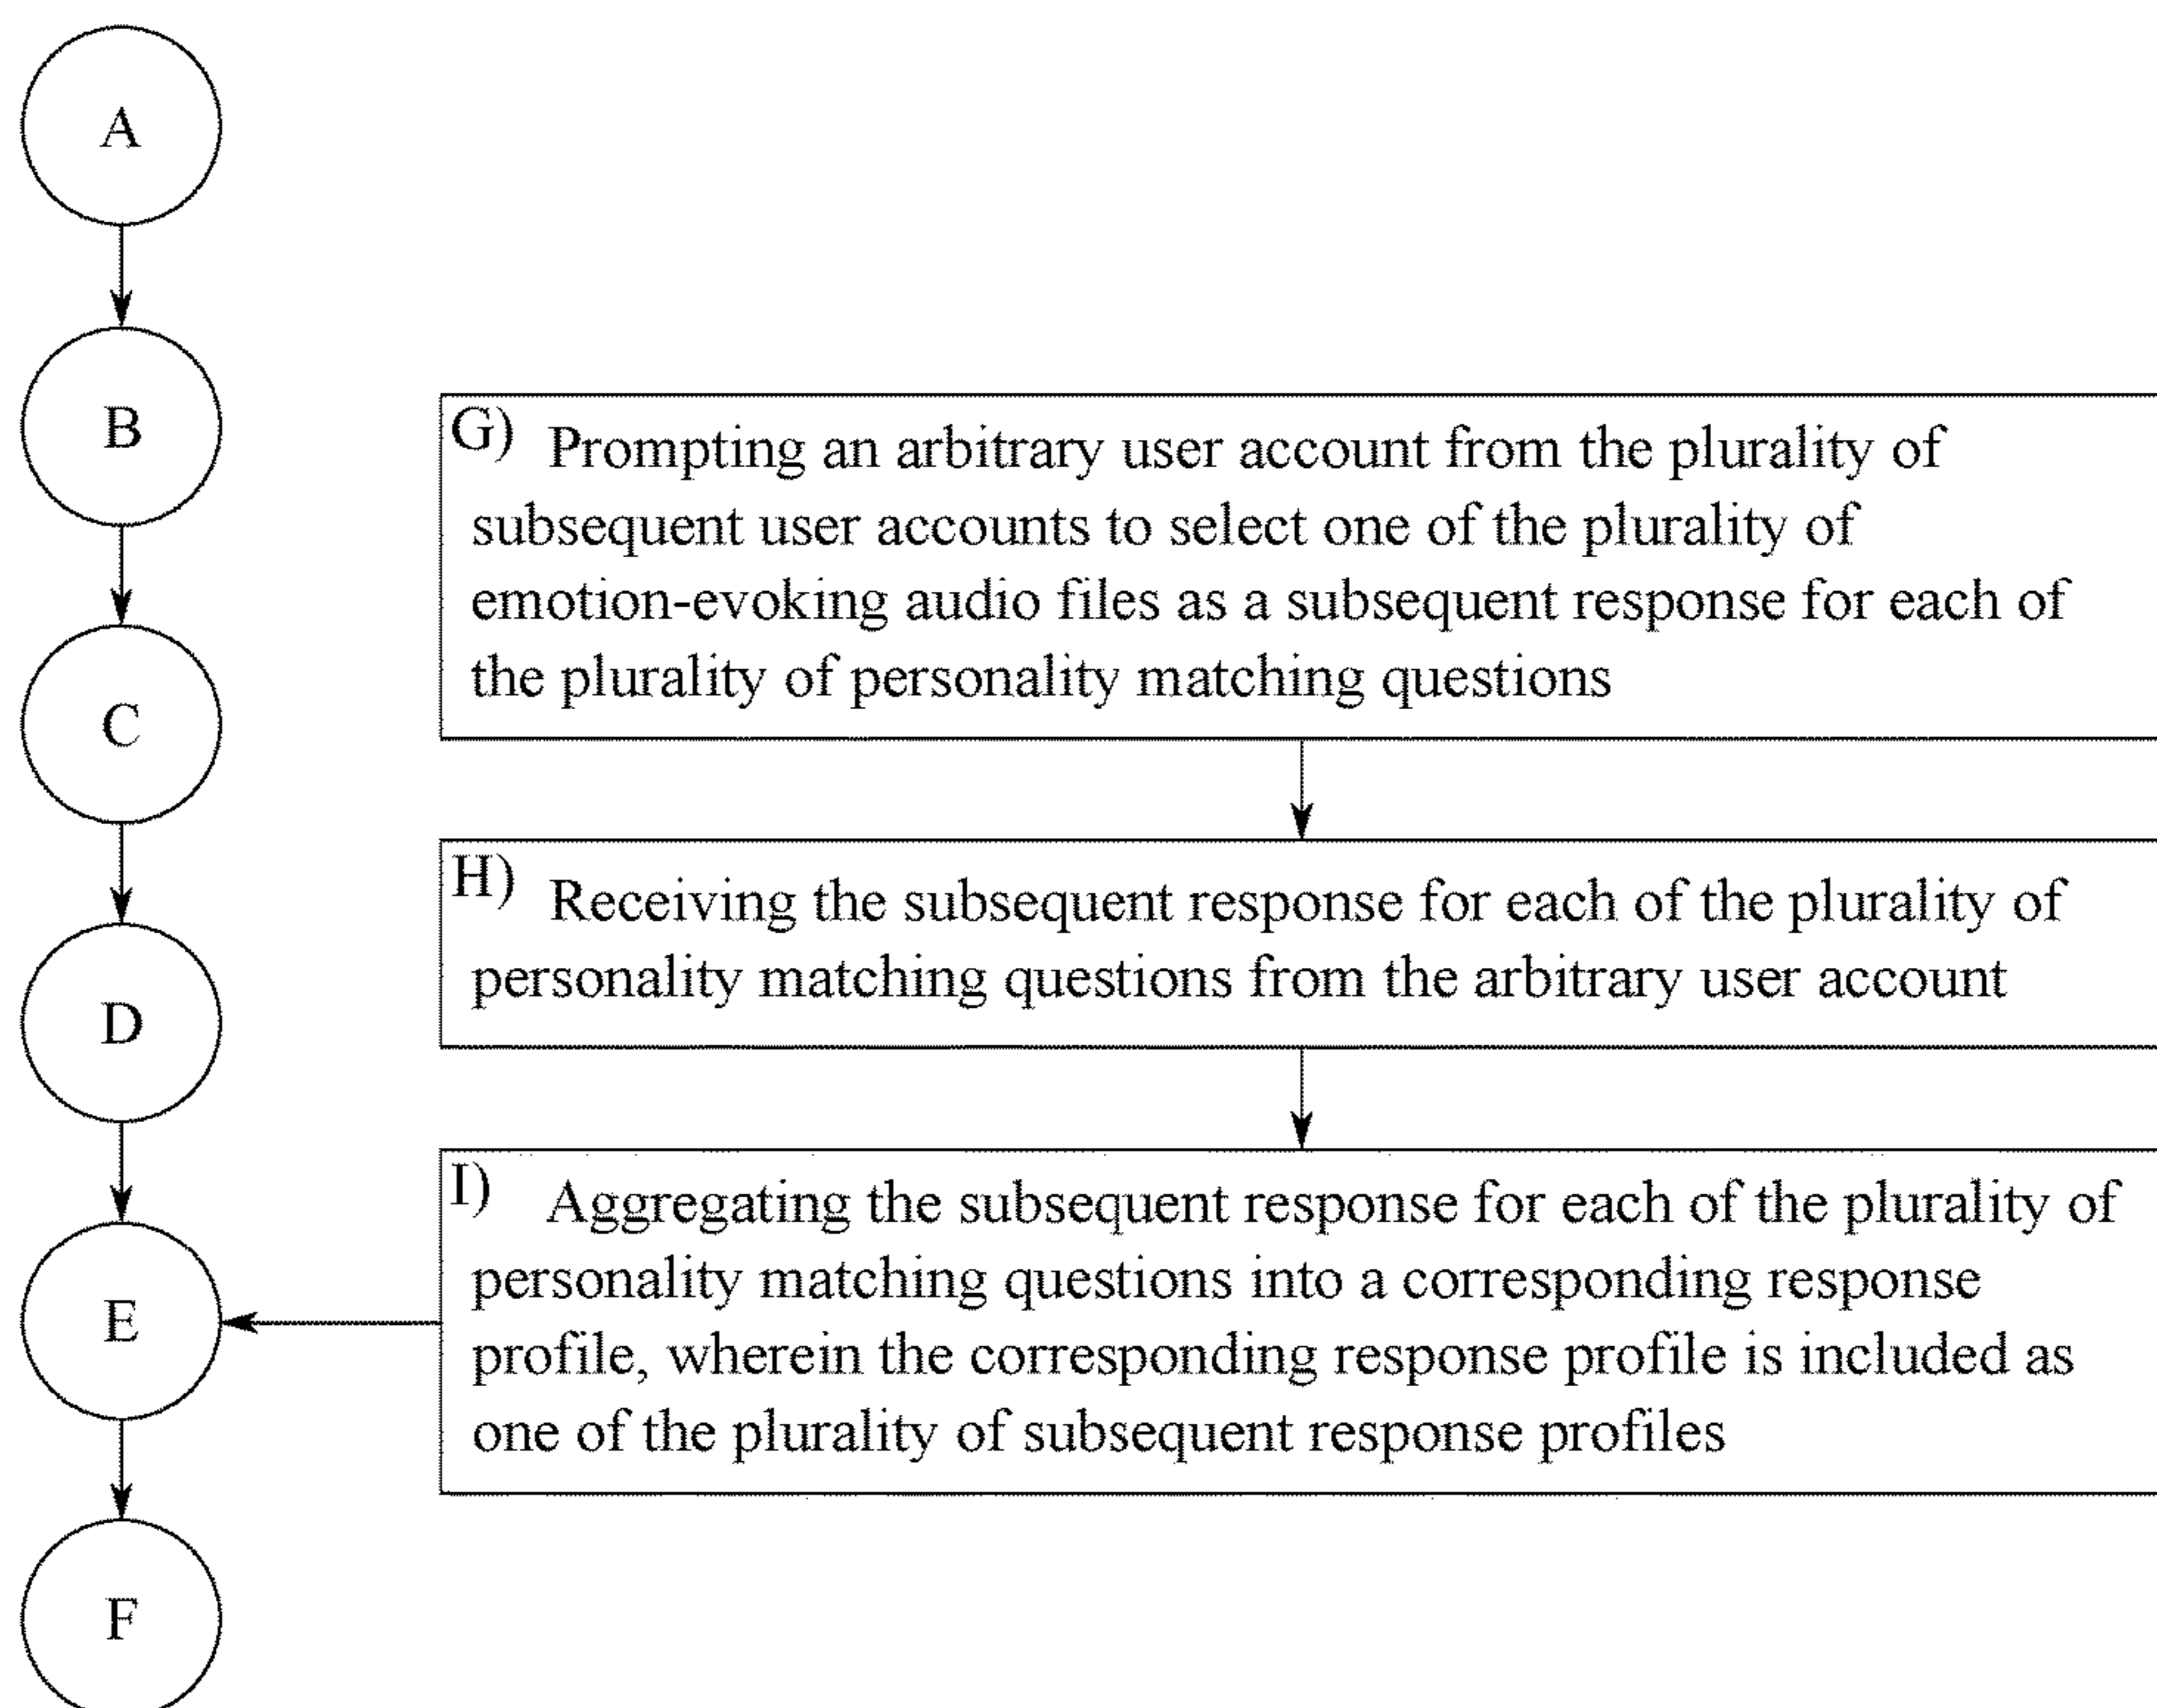 A
B
C
D
E
F
G) Prompting an arbitrary user account from the plurality of
subsequent user accounts to select one of the plurality of
emotion-evoking audio files as a subsequent response for each of
the plurality of personality matching questions
H) Receiving the subsequent response for each of the plurality of
personality matching questions from the arbitrary user account
I) Aggregating the subsequent response for each of the plurality of
personality matching questions into a corresponding response
profile, wherein the corresponding response profile is included as
one of the plurality of subsequent response profiles